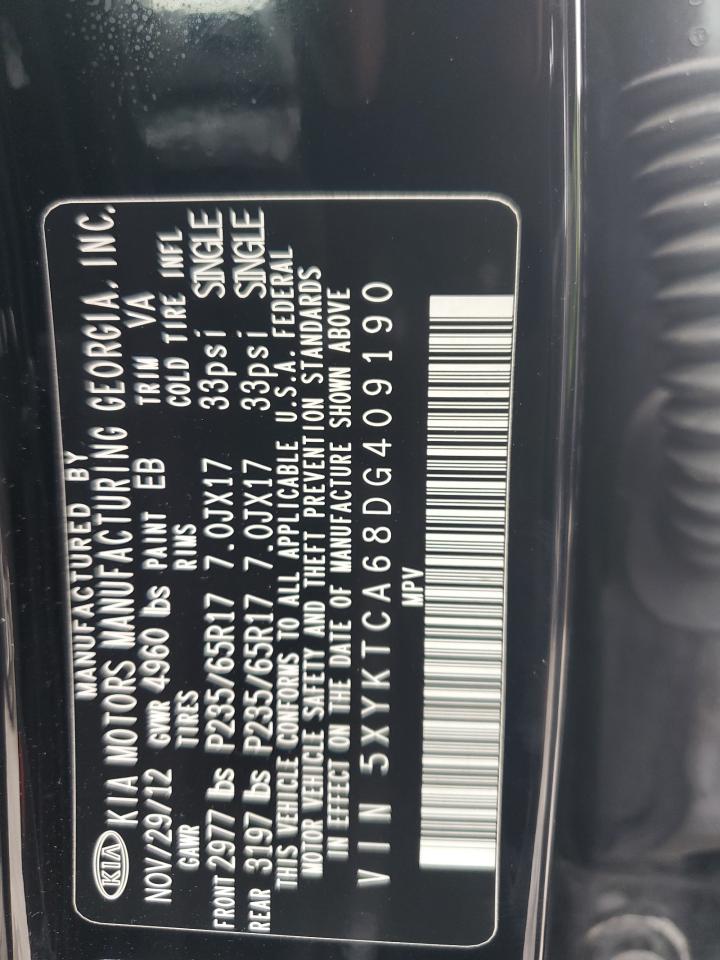 MANUFACTURED BY
KIA KIA MOTORS MANUFACTURING GEORGIA, INC.
NOV/29/12 GVWR 4960 lbs PAINT EB TRIM VA
GAWR TIRES RIMS COLD TIRE INFL
FRONT 2977 lbs P235/65R17 7.0JX17 33psi SINGLE
REAR 3197 lbs P235/65R17 7.0JX17 33psi SINGLE
THIS VEHICLE CONFORMS TO ALL APPLICABLE U.S.A. FEDERAL
MOTOR VEHICLE SAFETY AND THEFT PREVENTION STANDARDS
IN EFFECT ON THE DATE OF MANUFACTURE SHOWN ABOVE
VIN 5XYKTCA68DG409190
MPV